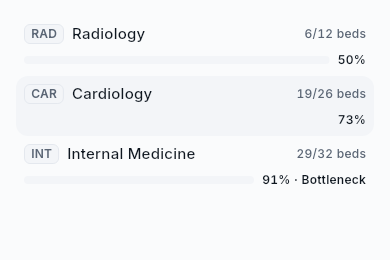 RAD Radiology 6/12 beds
50%
CAR Cardiology 19/26 beds
73%
INT Internal Medicine 29/32 beds
91% · Bottleneck